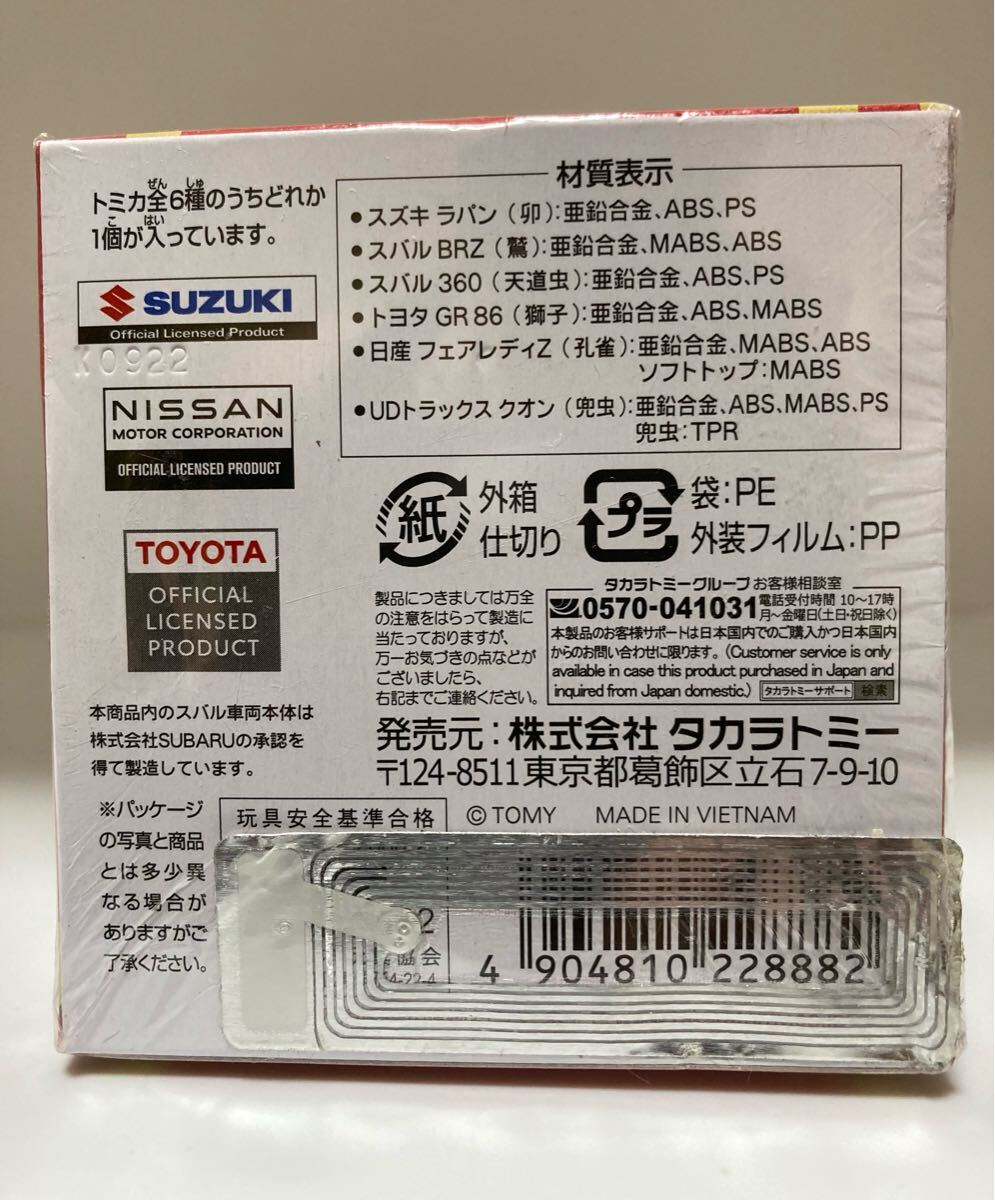 トミカ全6種のうちどれか
ぜん しゅ
1個が入っています。
こ はい
SUZUKI
Official Licensed Product
K0922
NISSAN
MOTOR CORPORATION
OFFICIAL LICENSED PRODUCT
TOYOTA
OFFICIAL
LICENSED
PRODUCT
本商品内のスバル車両本体は
株式会社SUBARUの承認を
得て製造しています。
※パッケージ
の写真と商品
とは多少異
なる場合が
ありますがご
了承ください。
材質表示
●スズキ ラパン(卯):亜鉛合金、ABS、PS
●スバル BRZ(鷲):亜鉛合金、MABS、ABS
●スバル 360(天道虫):亜鉛合金、ABS、PS
●トヨタ GR 86(獅子):亜鉛合金、ABS、MABS
●日産 フェアレディZ(孔雀):亜鉛合金、MABS、ABS
ソフトトップ:MABS
●UDトラックス クオン(兜虫):亜鉛合金、ABS、MABS、PS
兜虫:TPR
紙
外箱
仕切り
プラ
袋:PE
外装フィルム:PP
製品につきましては万全
の注意をはらって製造に
当たっておりますが、
万一お気づきの点などが
ございましたら、
右記までご連絡ください。
タカラトミーグループ お客様相談室
0570-041031 電話受付時間 10〜17時
月〜金曜日(土日・祝日除く)
本製品のお客様サポートは日本国内でのご購入かつ日本国内
からのお問い合わせに限ります。(Customer service is only
available in case this product purchased in Japan and
inquired from Japan domestic.) タカラトミーサポート 検索
発売元:株式会社 タカラトミー
〒124-8511 東京都葛飾区立石7-9-10
玩具安全基準合格
© TOMY MADE IN VIETNAM
協会
4 904810 228882